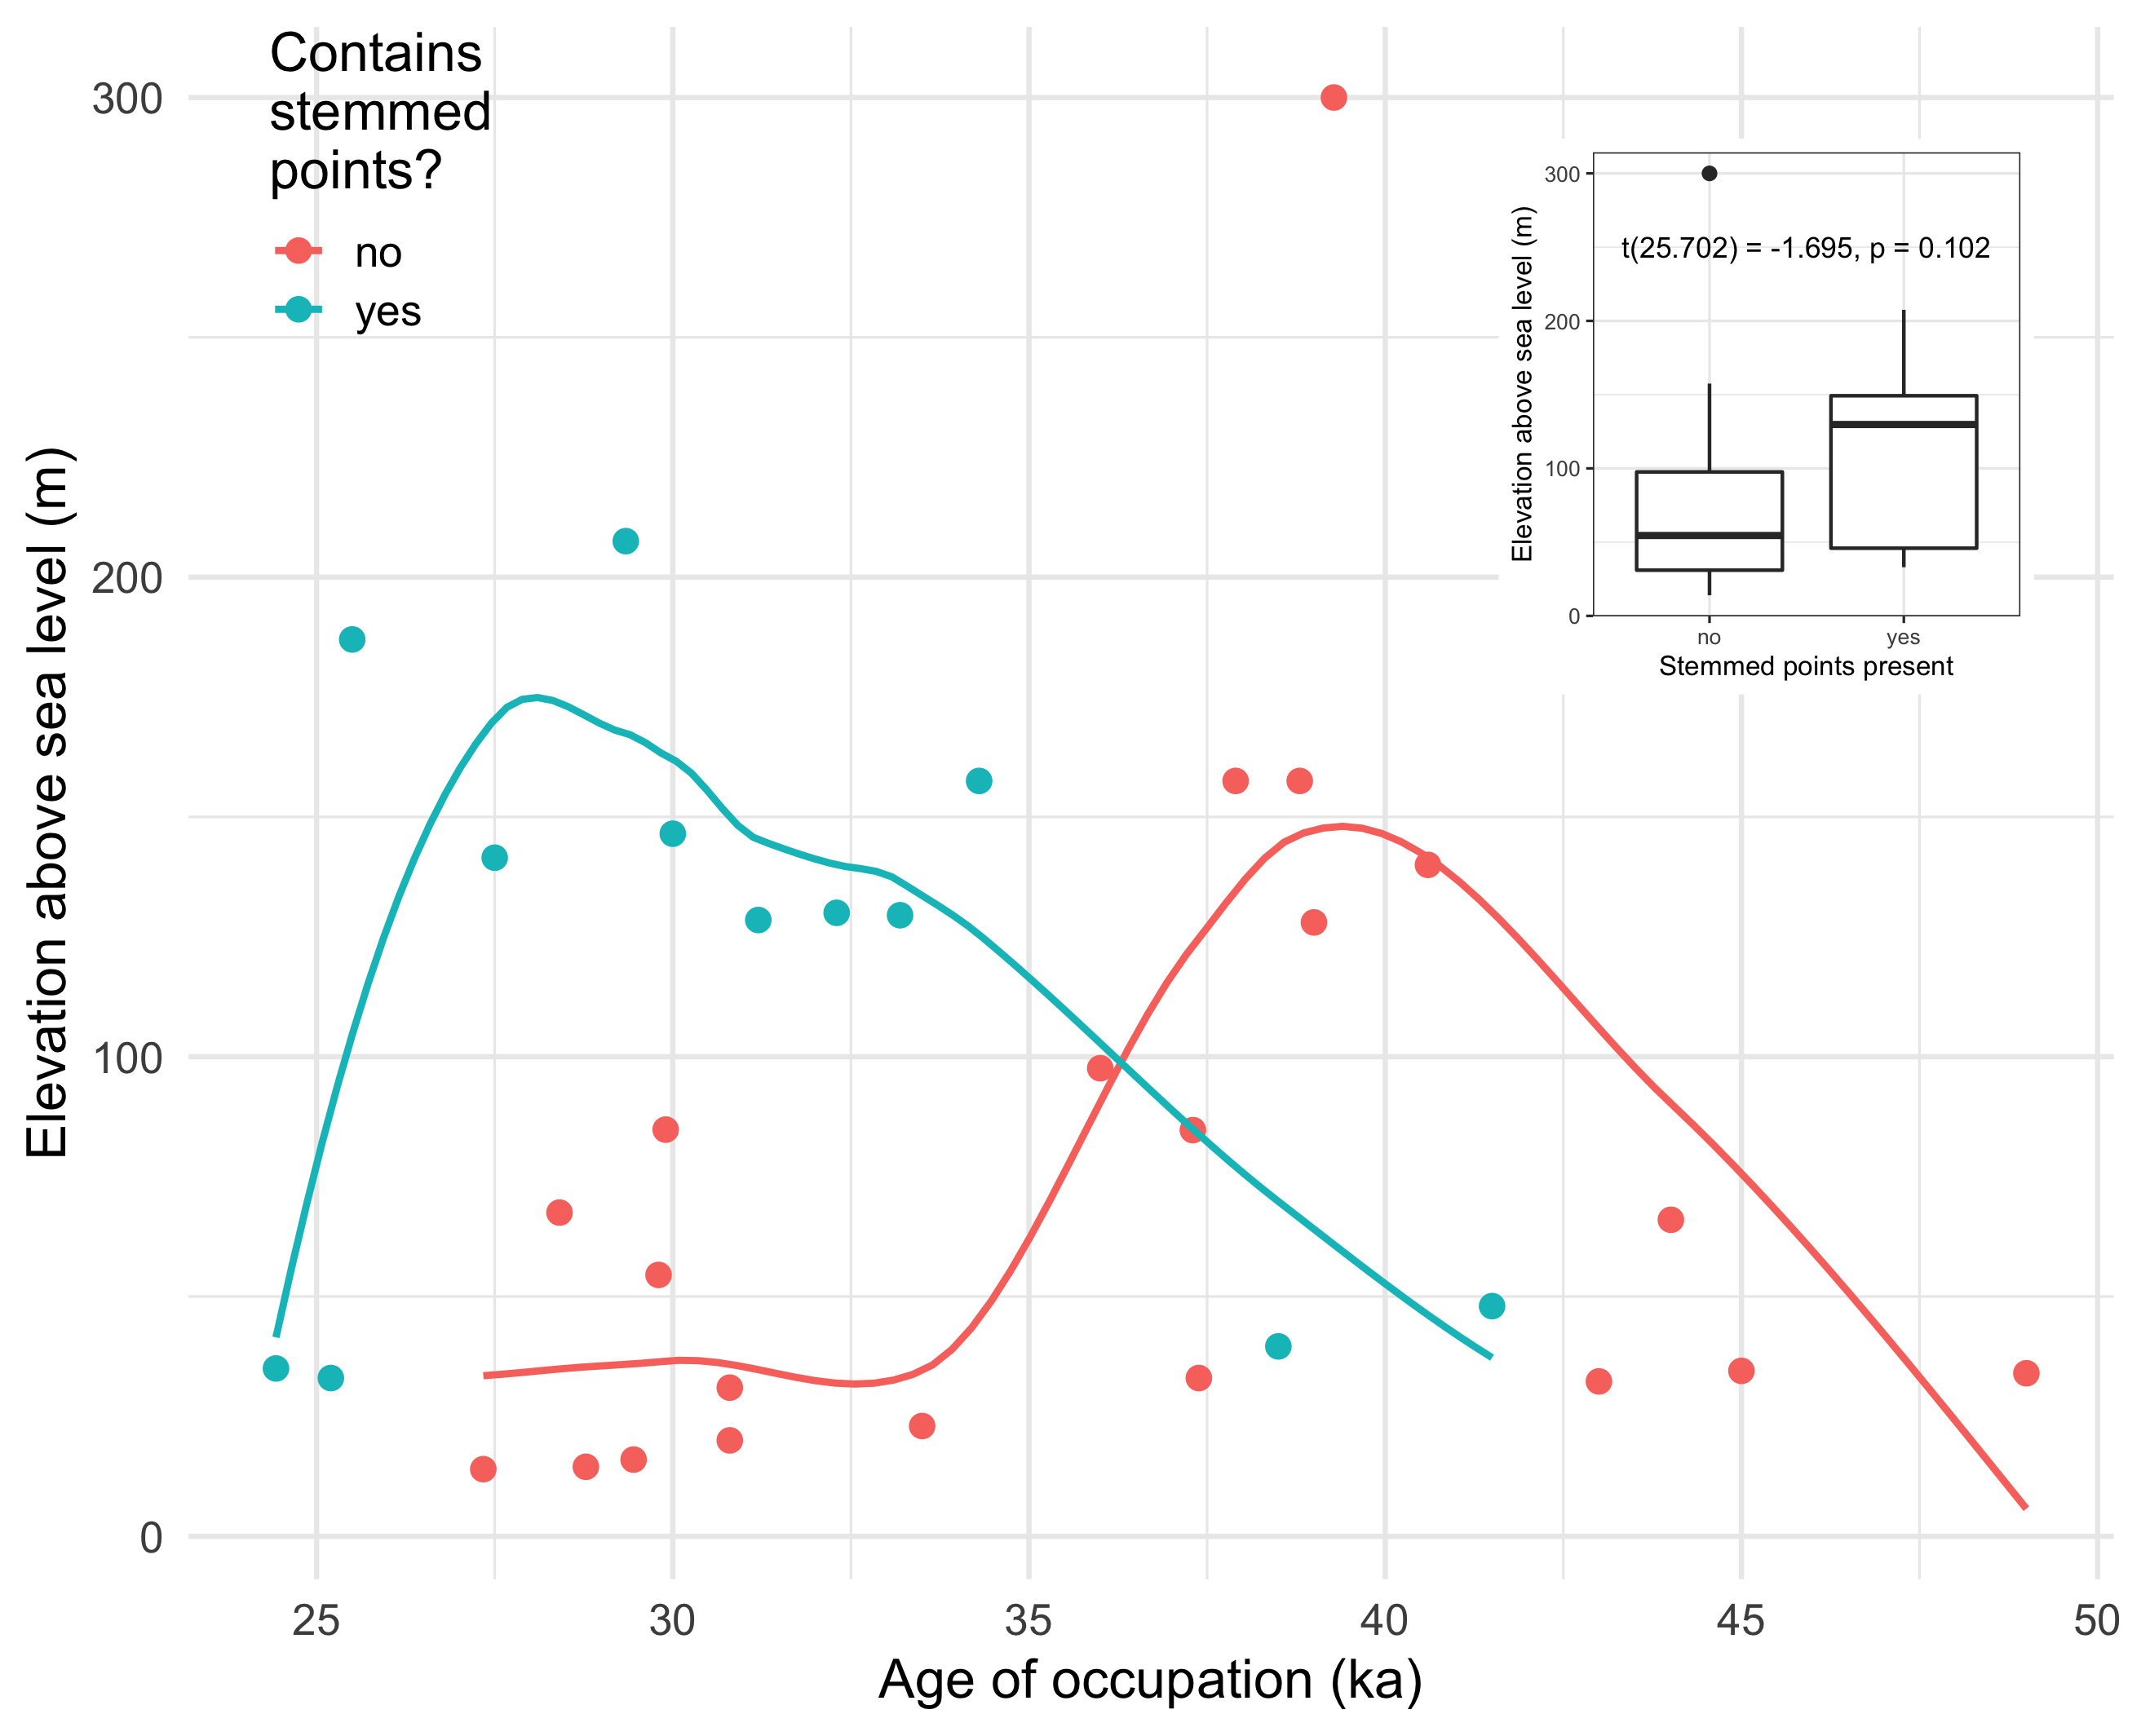 Contains
stemmed
points?
no
yes
Elevation above sea level (m)
300
200
100
0
25 30 35 40 45 50
Age of occupation (ka)
Elevation above sea level (m)
300
200
100
0
t(25.702) = -1.695, p = 0.102
no yes
Stemmed points present